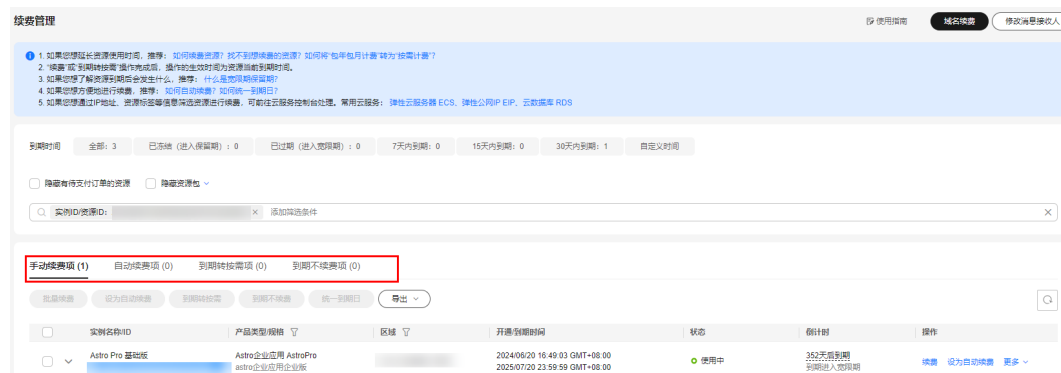 续费管理
使用指南
域名续费
修改消息接收人
1. 如果您想延长资源使用时间，推荐： 如何续费资源？找不到想续费的资源？如何将“包年包月计费”转为“按需计费”？
2. “续费”或“到期转按需”操作完成后，操作的生效时间为资源当前到期时间。
3. 如果您想了解资源到期后会发生什么，推荐： 什么是宽限期保留期？
4. 如果您想方便地进行续费，推荐： 如何自动续费？如何统一到期日？
5. 如果您想通过IP地址、资源标签等信息筛选资源进行续费，可前往云服务控制台处理。常用云服务： 弹性云服务器 ECS、弹性公网IP EIP、云数据库 RDS
到期时间 全部：3 已冻结（进入保留期）：0 已过期（进入宽限期）：0 7天内到期：0 15天内到期：0 30天内到期：1 自定义时间
隐藏有待支付订单的资源 隐藏资源包
实例ID/资源ID: 添加筛选条件
手动续费项 (1) 自动续费项 (0) 到期转按需项 (0) 到期不续费项 (0)
批量续费 设为自动续费 到期转按需 到期不续费 统一到期日 导出
实例名称/ID 产品类型/规格 区域 开通/到期时间 状态 倒计时 操作
Astro Pro 基础版 Astro企业应用 AstroPro 2024/06/20 16:49:03 GMT+08:00 使用中 352天后到期 续费 设为自动续费 更多
astro企业应用企业版 2025/07/20 23:59:59 GMT+08:00 到期进入宽限期